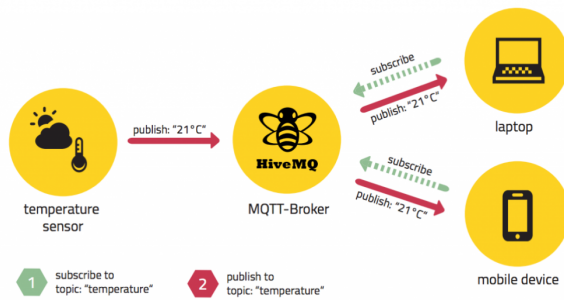 subscribe
publish: "21°C"
laptop
publish: "21°C"
HiveMQ
temperature
sensor
MQTT-Broker
subscribe
publish: "21°C"
mobile device
1
subscribe to
topic: "temperature"
2
publish to
topic: "temperature"